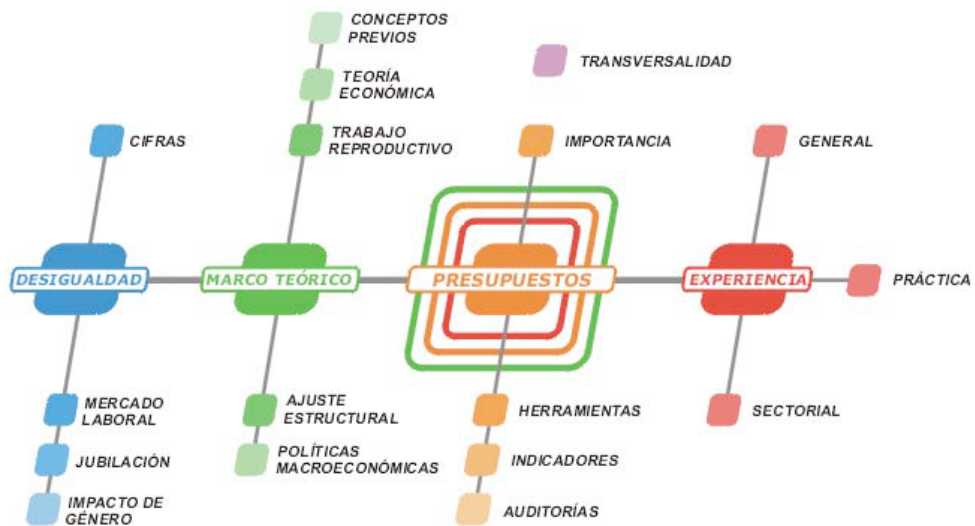 CONCEPTOS
PREVIOS
TRANSVERSALIDAD
TEORÍA
ECONÓMICA
CIFRAS
TRABAJO
REPRODUCTIVO
IMPORTANCIA
GENERAL
DESIGUALDAD
MARCO TEÓRICO
PRESUPUESTOS
EXPERIENCIA
PRÁCTICA
MERCADO
LABORAL
AJUSTE
ESTRUCTURAL
HERRAMIENTAS
SECTORIAL
JUBILACIÓN
POLÍTICAS
MACROECONÓMICAS
INDICADORES
IMPACTO DE
GÉNERO
AUDITORÍAS